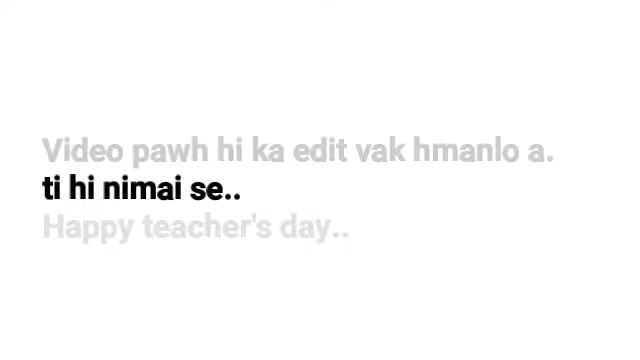 Video pawh hi ka edit vak hmanlo a.
ti hi nimai se..
Happy teacher's day..